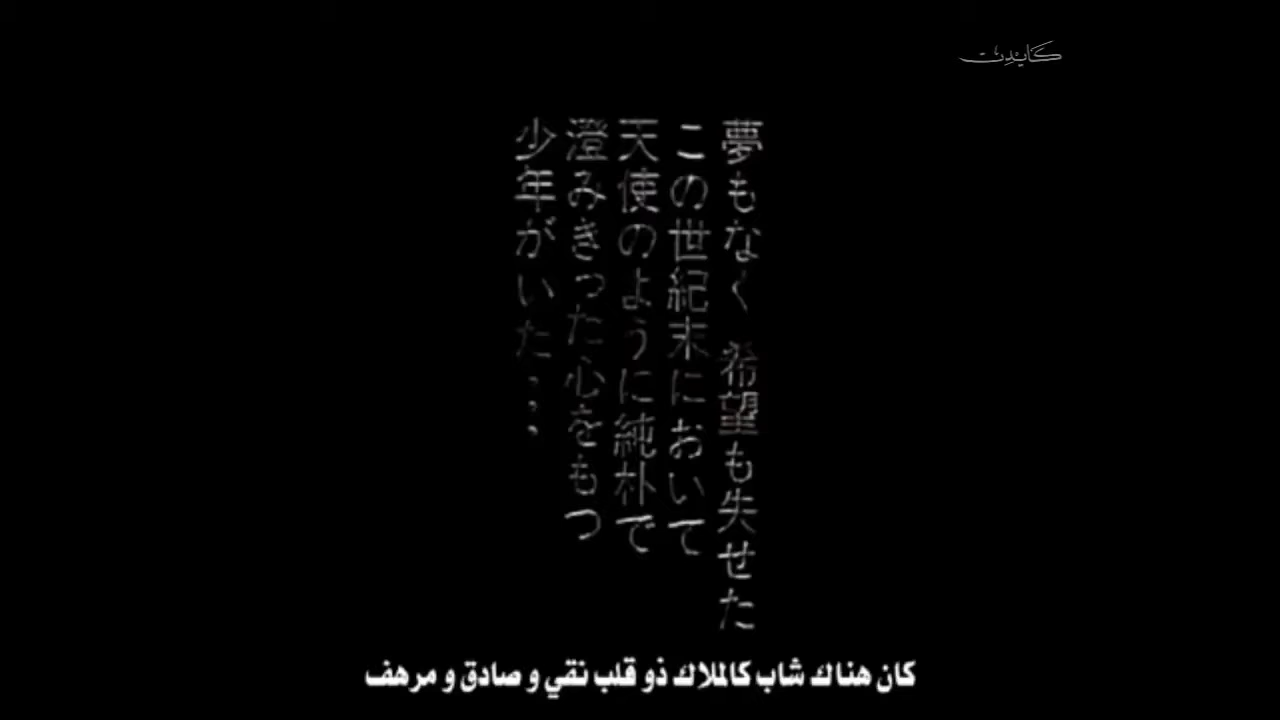 كايدت
夢もなく 希望も失せた
この世紀末において
天使のように純朴で
澄みきった心をもつ
少年がいた・・・
كان هناك شاب كالملاك ذو قلب نقي و صادق و مرهف